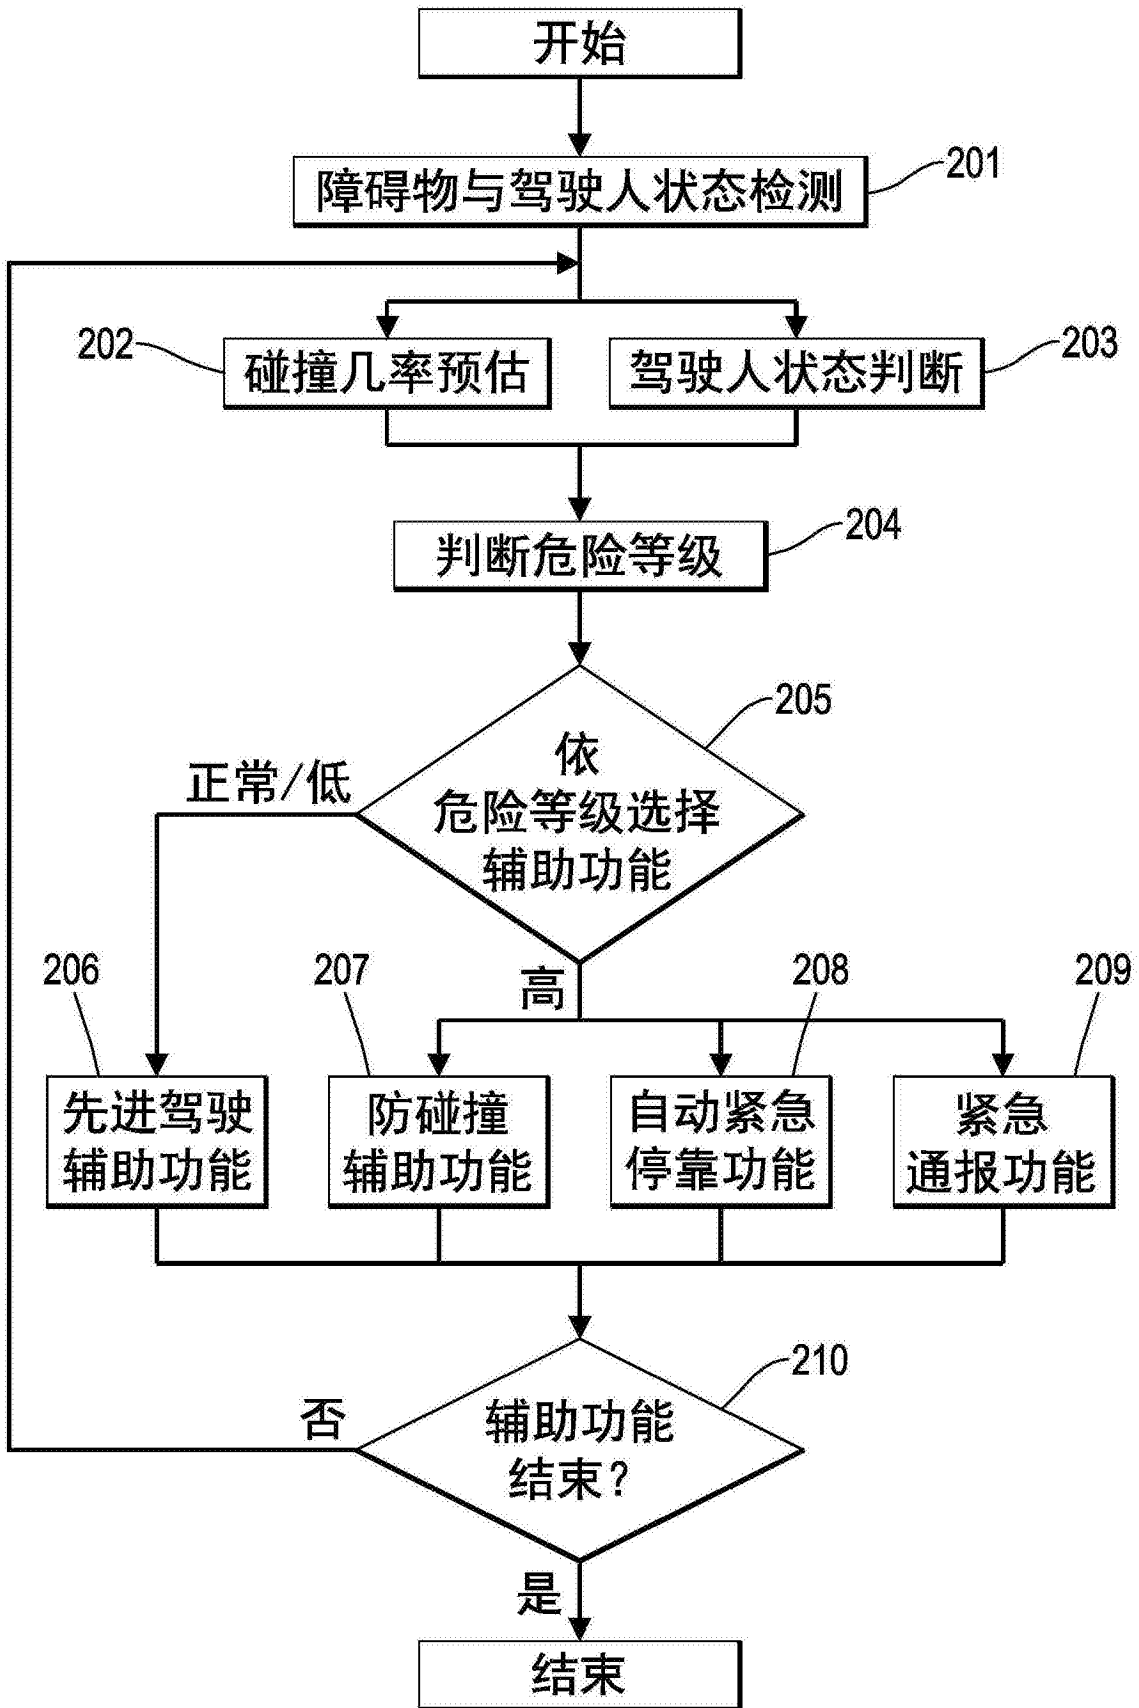 开始
201
障碍物与驾驶人状态检测
202
碰撞几率预估
203
驾驶人状态判断
204
判断危险等级
205
依
危险等级选择
辅助功能
正常/低
高
206
先进驾驶
辅助功能
207
防碰撞
辅助功能
208
自动紧急
停靠功能
209
紧急
通报功能
210
辅助功能
结束?
否
是
结束